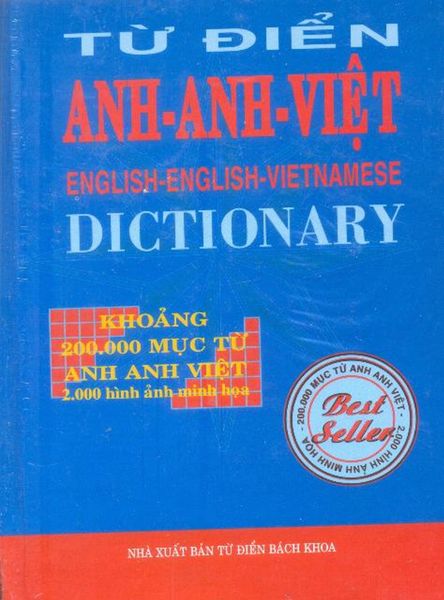 TỪ ĐIỂN
ANH-ANH-VIỆT
ENGLISH-ENGLISH-VIETNAMESE
DICTIONARY
KHOẢNG
200.000 MỤC TỪ
ANH ANH VIỆT
2.000 hình ảnh minh họa
- 200.000 MỤC TỪ ANH ANH VIỆT -
Best
Seller
2.000 HÌNH ẢNH MINH HỌA
NHÀ XUẤT BẢN TỪ ĐIỂN BÁCH KHOA